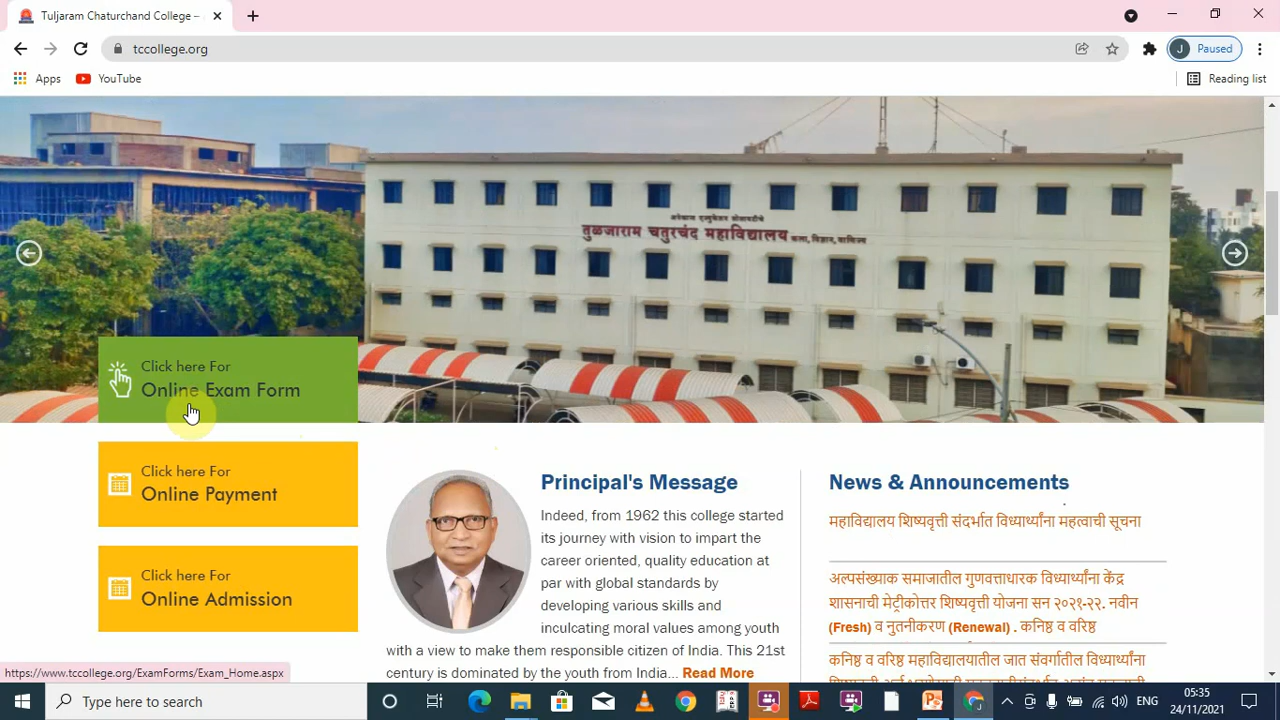 Tuljaram Chaturchand College –
tccollege.org
J Paused
Apps YouTube
Reading list
तुळजाराम चतुरचंद महाविद्यालय कला, विज्ञान, वाणिज्य
Click here For
Online Exam Form
Click here For
Online Payment
Click here For
Online Admission
Principal's Message
Indeed, from 1962 this college started
its journey with vision to impart the
career oriented, quality education at
par with global standards by
developing various skills and
inculcating moral values among youth
with a view to make them responsible citizen of India. This 21st
century is dominated by the youth from India... Read More
News & Announcements
महाविद्यालय शिष्यवृत्ती संदर्भात विध्यार्थ्यांना महत्वाची सूचना
अल्पसंख्याक समाजातील गुणवत्ताधारक विध्यार्थ्यांना केंद्र
शासनाची मेट्रीकोत्तर शिष्यवृत्ती योजना सन २०२१-२२. नवीन
(Fresh) व नुतनीकरण (Renewal) . कनिष्ठ व वरिष्ठ
कनिष्ठ व वरिष्ठ महाविद्यालयातील जात संवर्गातील विध्यार्थ्यांना
https://www.tccollege.org/ExamForms/Exam_Home.aspx
Type here to search
ENG
05:35
24/11/2021